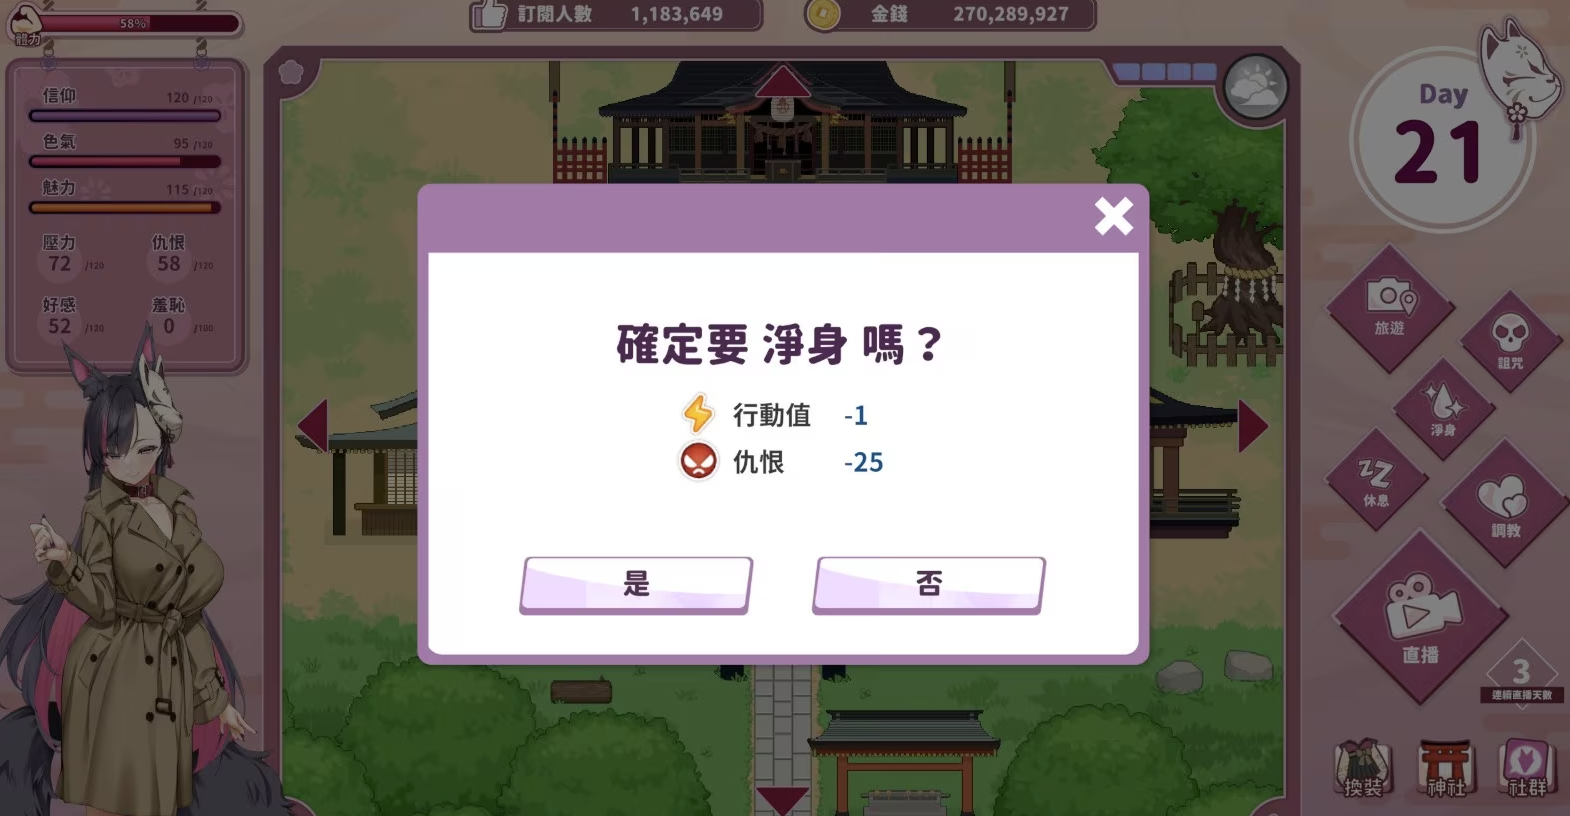 58%
體力
訂閱人數 1,183,649
金錢 270,289,927
信仰 120 /120
色氣 95 /120
魅力 115 /120
壓力 仇恨
72 /120 58 /120
好感 羞恥
52 /120 0 /100
Day
21
確定要 淨身 嗎？
行動值 -1
仇恨 -25
是 否
旅遊
詛咒
淨身
休息
調教
直播
3
連續直播天數
換裝 神社 社群